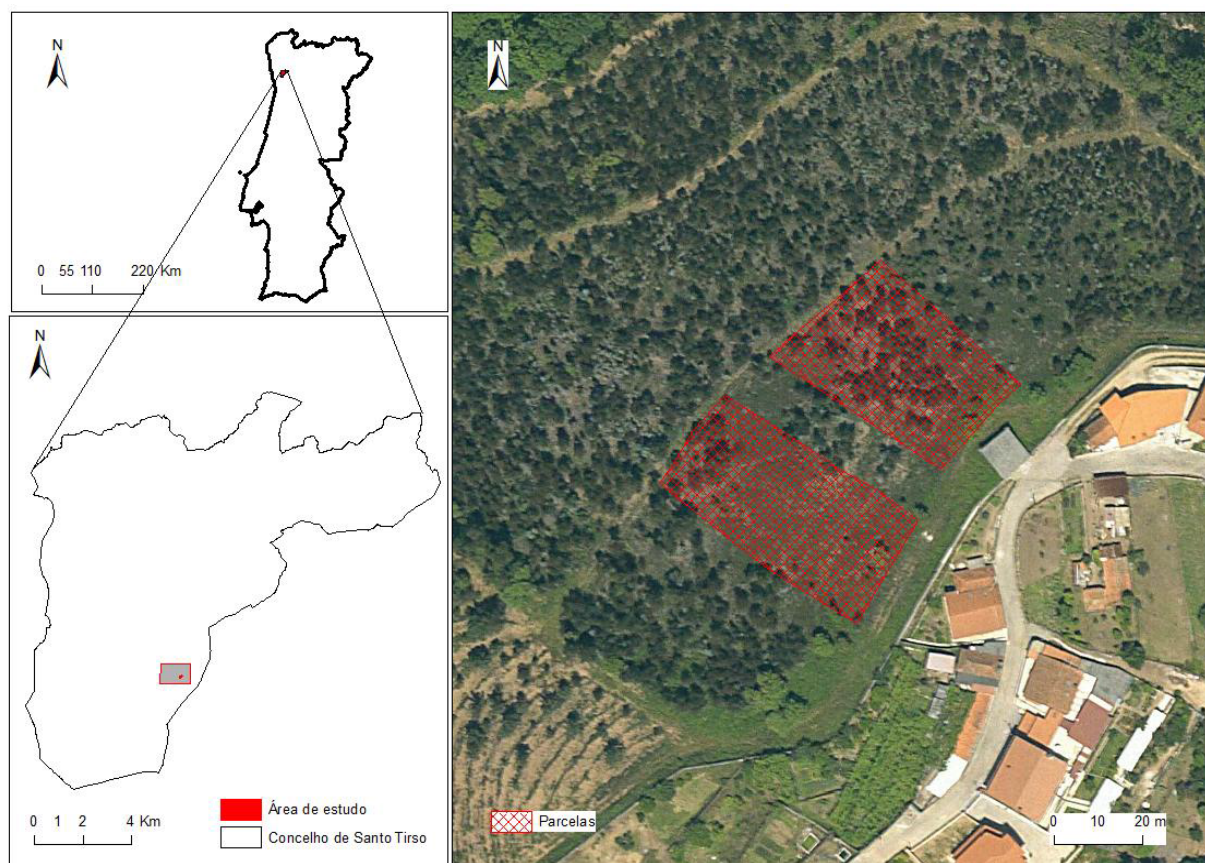 N
0 55 110 220 Km
N
0 1 2 4 Km
Área de estudo
Concelho de Santo Tirso
N
Parcelas
0 10 20 m